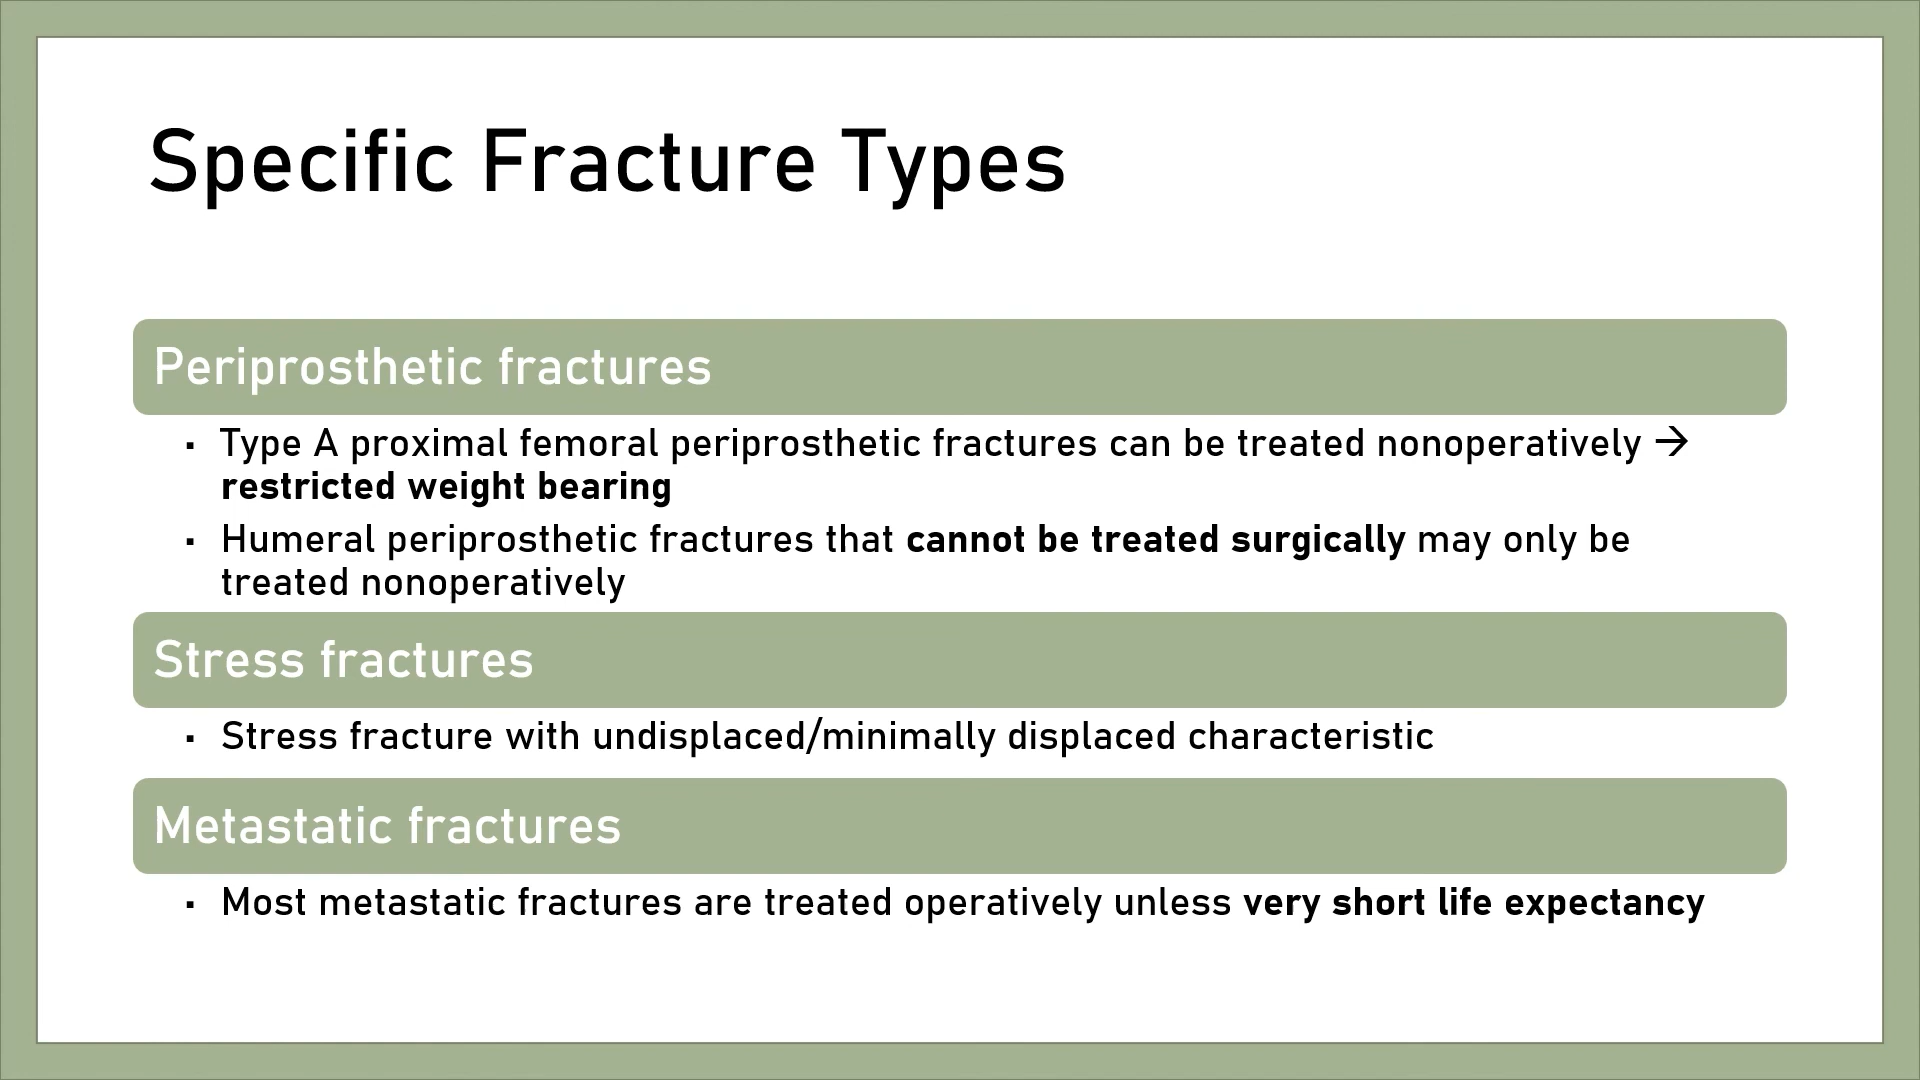 Specific Fracture Types
Periprosthetic fractures
▪ Type A proximal femoral periprosthetic fractures can be treated nonoperatively →
restricted weight bearing
▪ Humeral periprosthetic fractures that cannot be treated surgically may only be
treated nonoperatively
Stress fractures
▪ Stress fracture with undisplaced/minimally displaced characteristic
Metastatic fractures
▪ Most metastatic fractures are treated operatively unless very short life expectancy